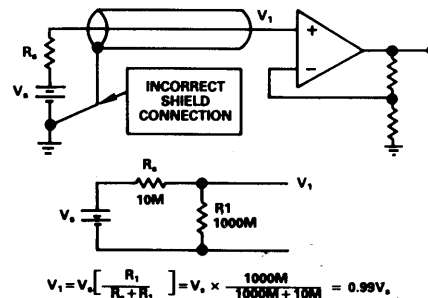 V₁
+
Rₛ
−
Vₛ
INCORRECT
SHIELD
CONNECTION
Rₛ
10M
V₁
Vₛ
R1
1000M
V₁ = Vₛ[ R₁ / Rₛ + R₁ ] = Vₛ × 1000M / 1000M + 10M = 0.99Vₛ